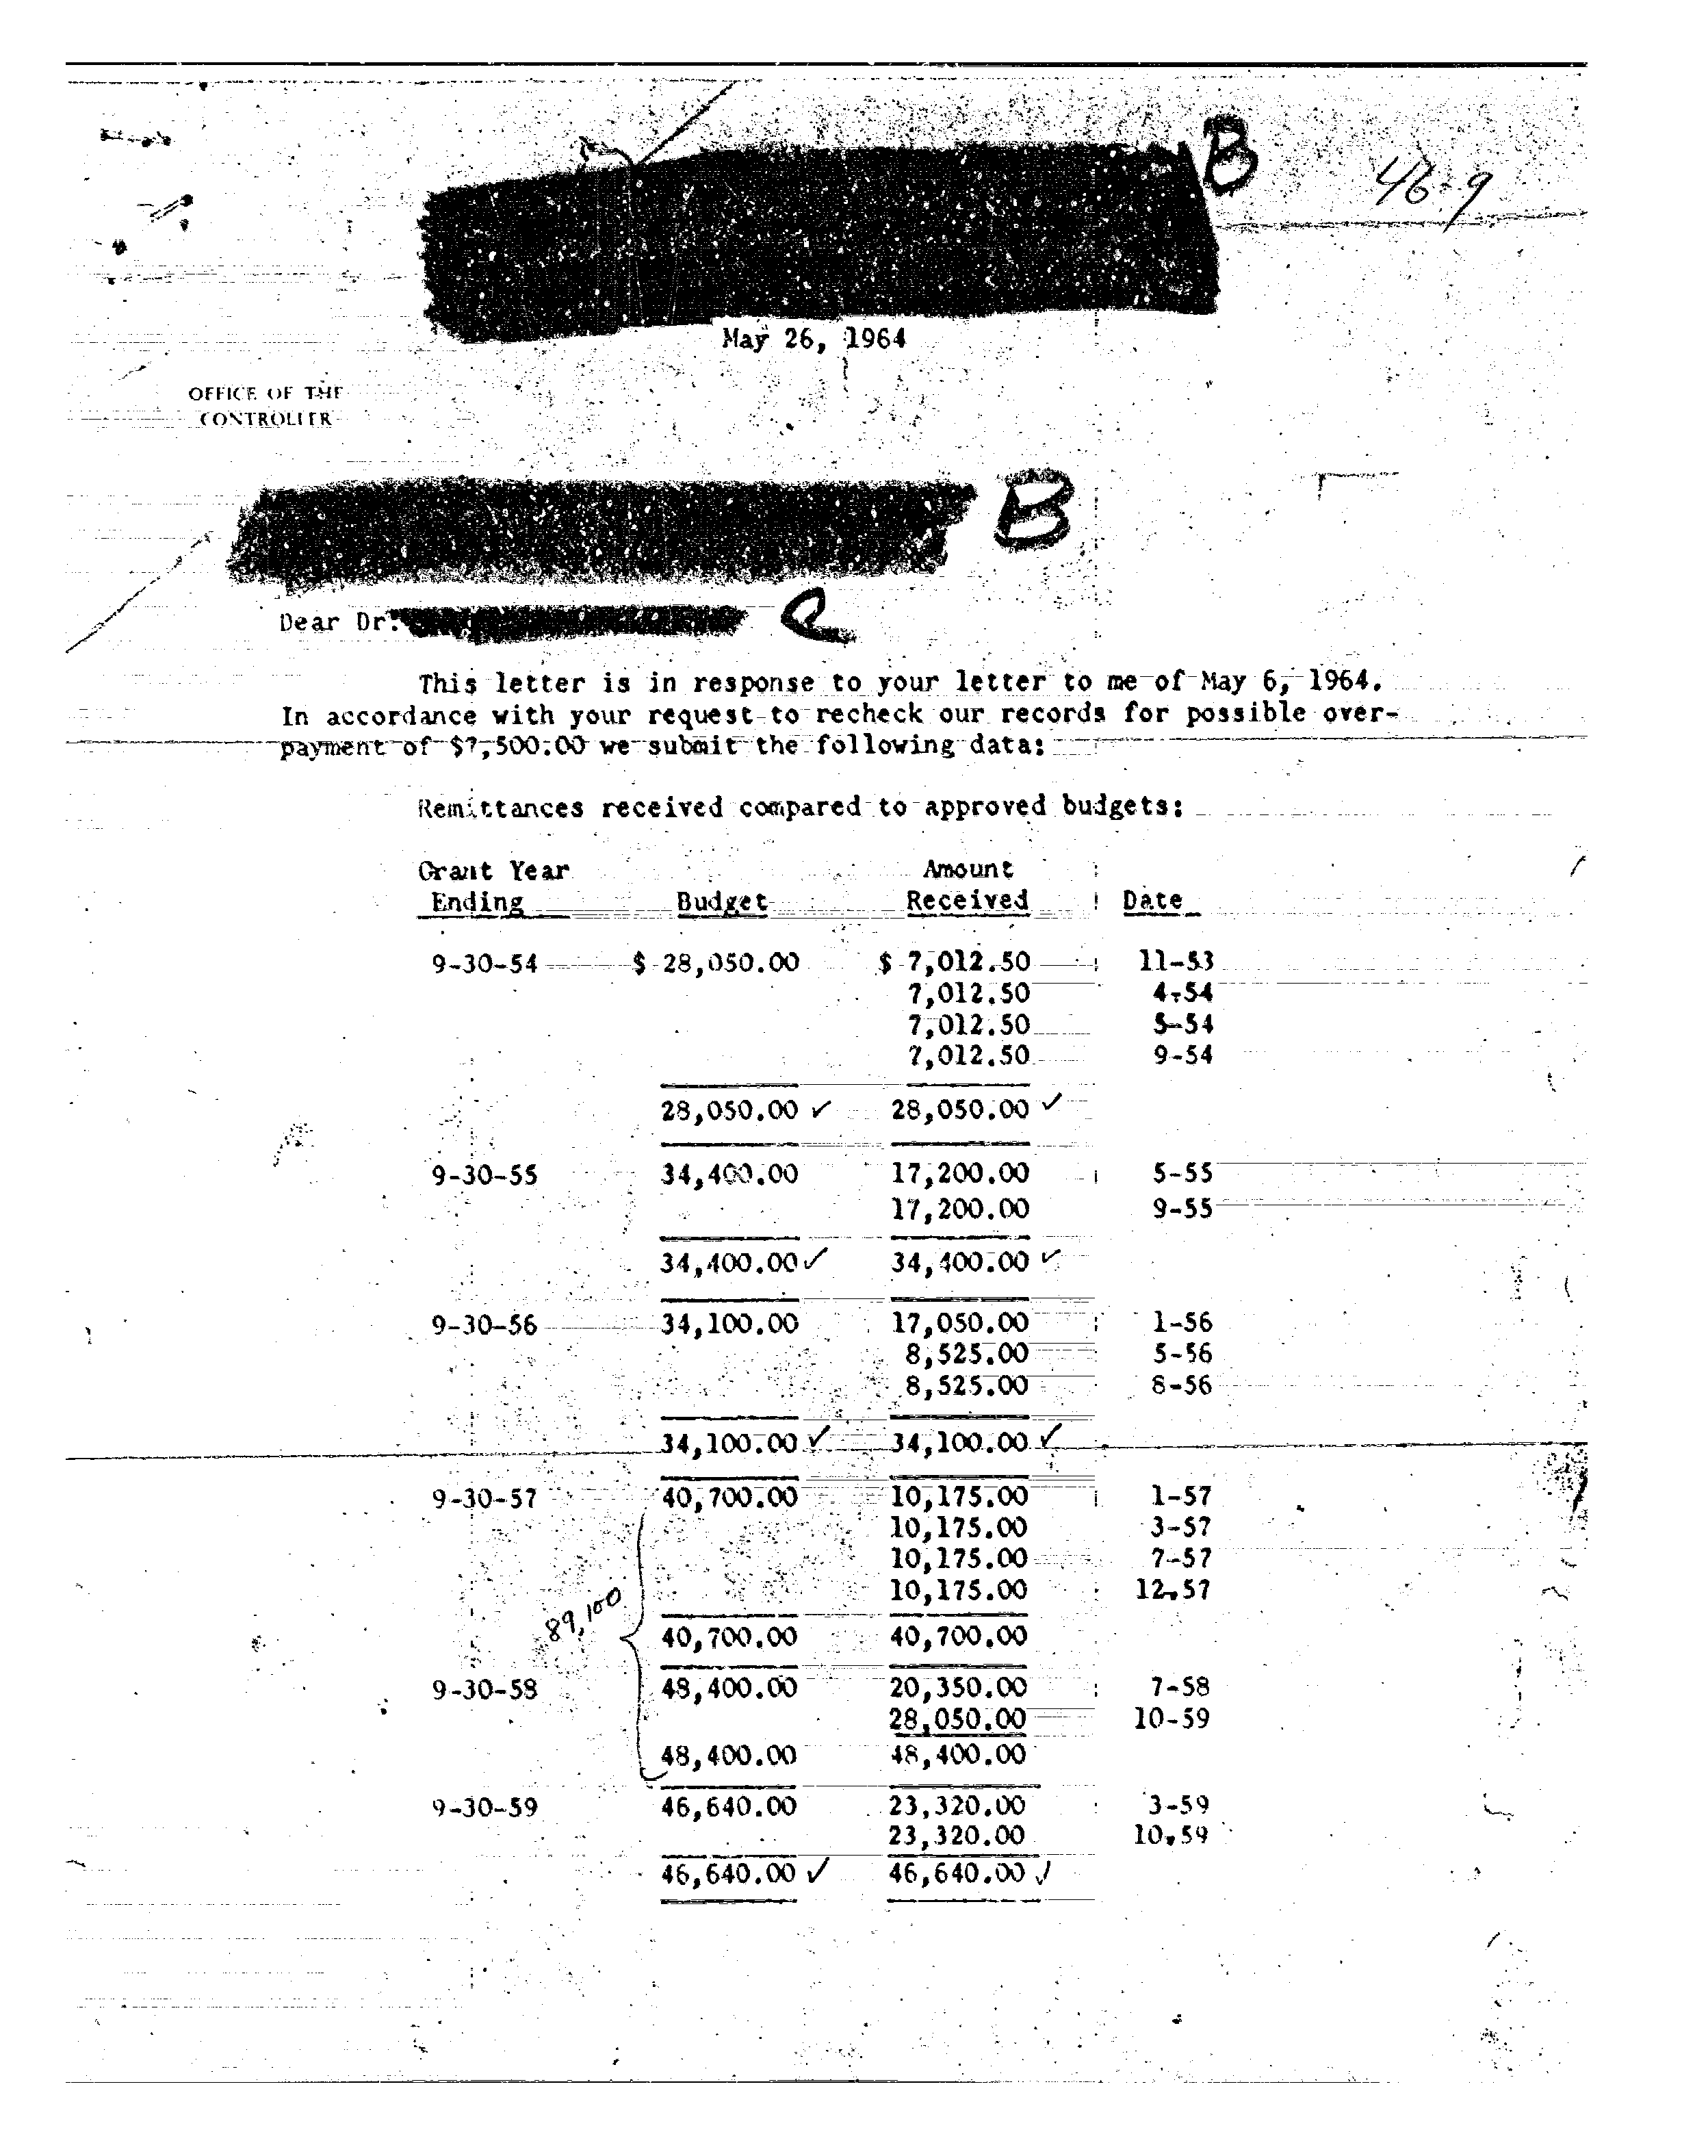 B
46-9
May 26, 1964
OFFICE OF THE
CONTROLLER
B
Dear Dr.
C
This letter is in response to your letter to me of May 6, 1964.
In accordance with your request to recheck our records for possible over-
payment of $7,500.00 we submit the following data:
Remittances received compared to approved budgets:
Grant Year Amount
Ending Budget Received Date
9-30-54 $ 28,050.00 $ 7,012.50 11-53
7,012.50 4-54
7,012.50 5-54
7,012.50 9-54
28,050.00 ✓ 28,050.00 ✓
9-30-55 34,400.00 17,200.00 5-55
17,200.00 9-55
34,400.00 ✓ 34,400.00 ✓
9-30-56 34,100.00 17,050.00 1-56
8,525.00 5-56
8,525.00 8-56
34,100.00 ✓ 34,100.00 ✓
9-30-57 40,700.00 10,175.00 1-57
10,175.00 3-57
10,175.00 7-57
10,175.00 12-57
89,100
40,700.00 40,700.00
9-30-58 48,400.00 20,350.00 7-58
28,050.00 10-59
48,400.00 48,400.00
9-30-59 46,640.00 23,320.00 3-59
23,320.00 10-59
46,640.00 ✓ 46,640.00 ✓